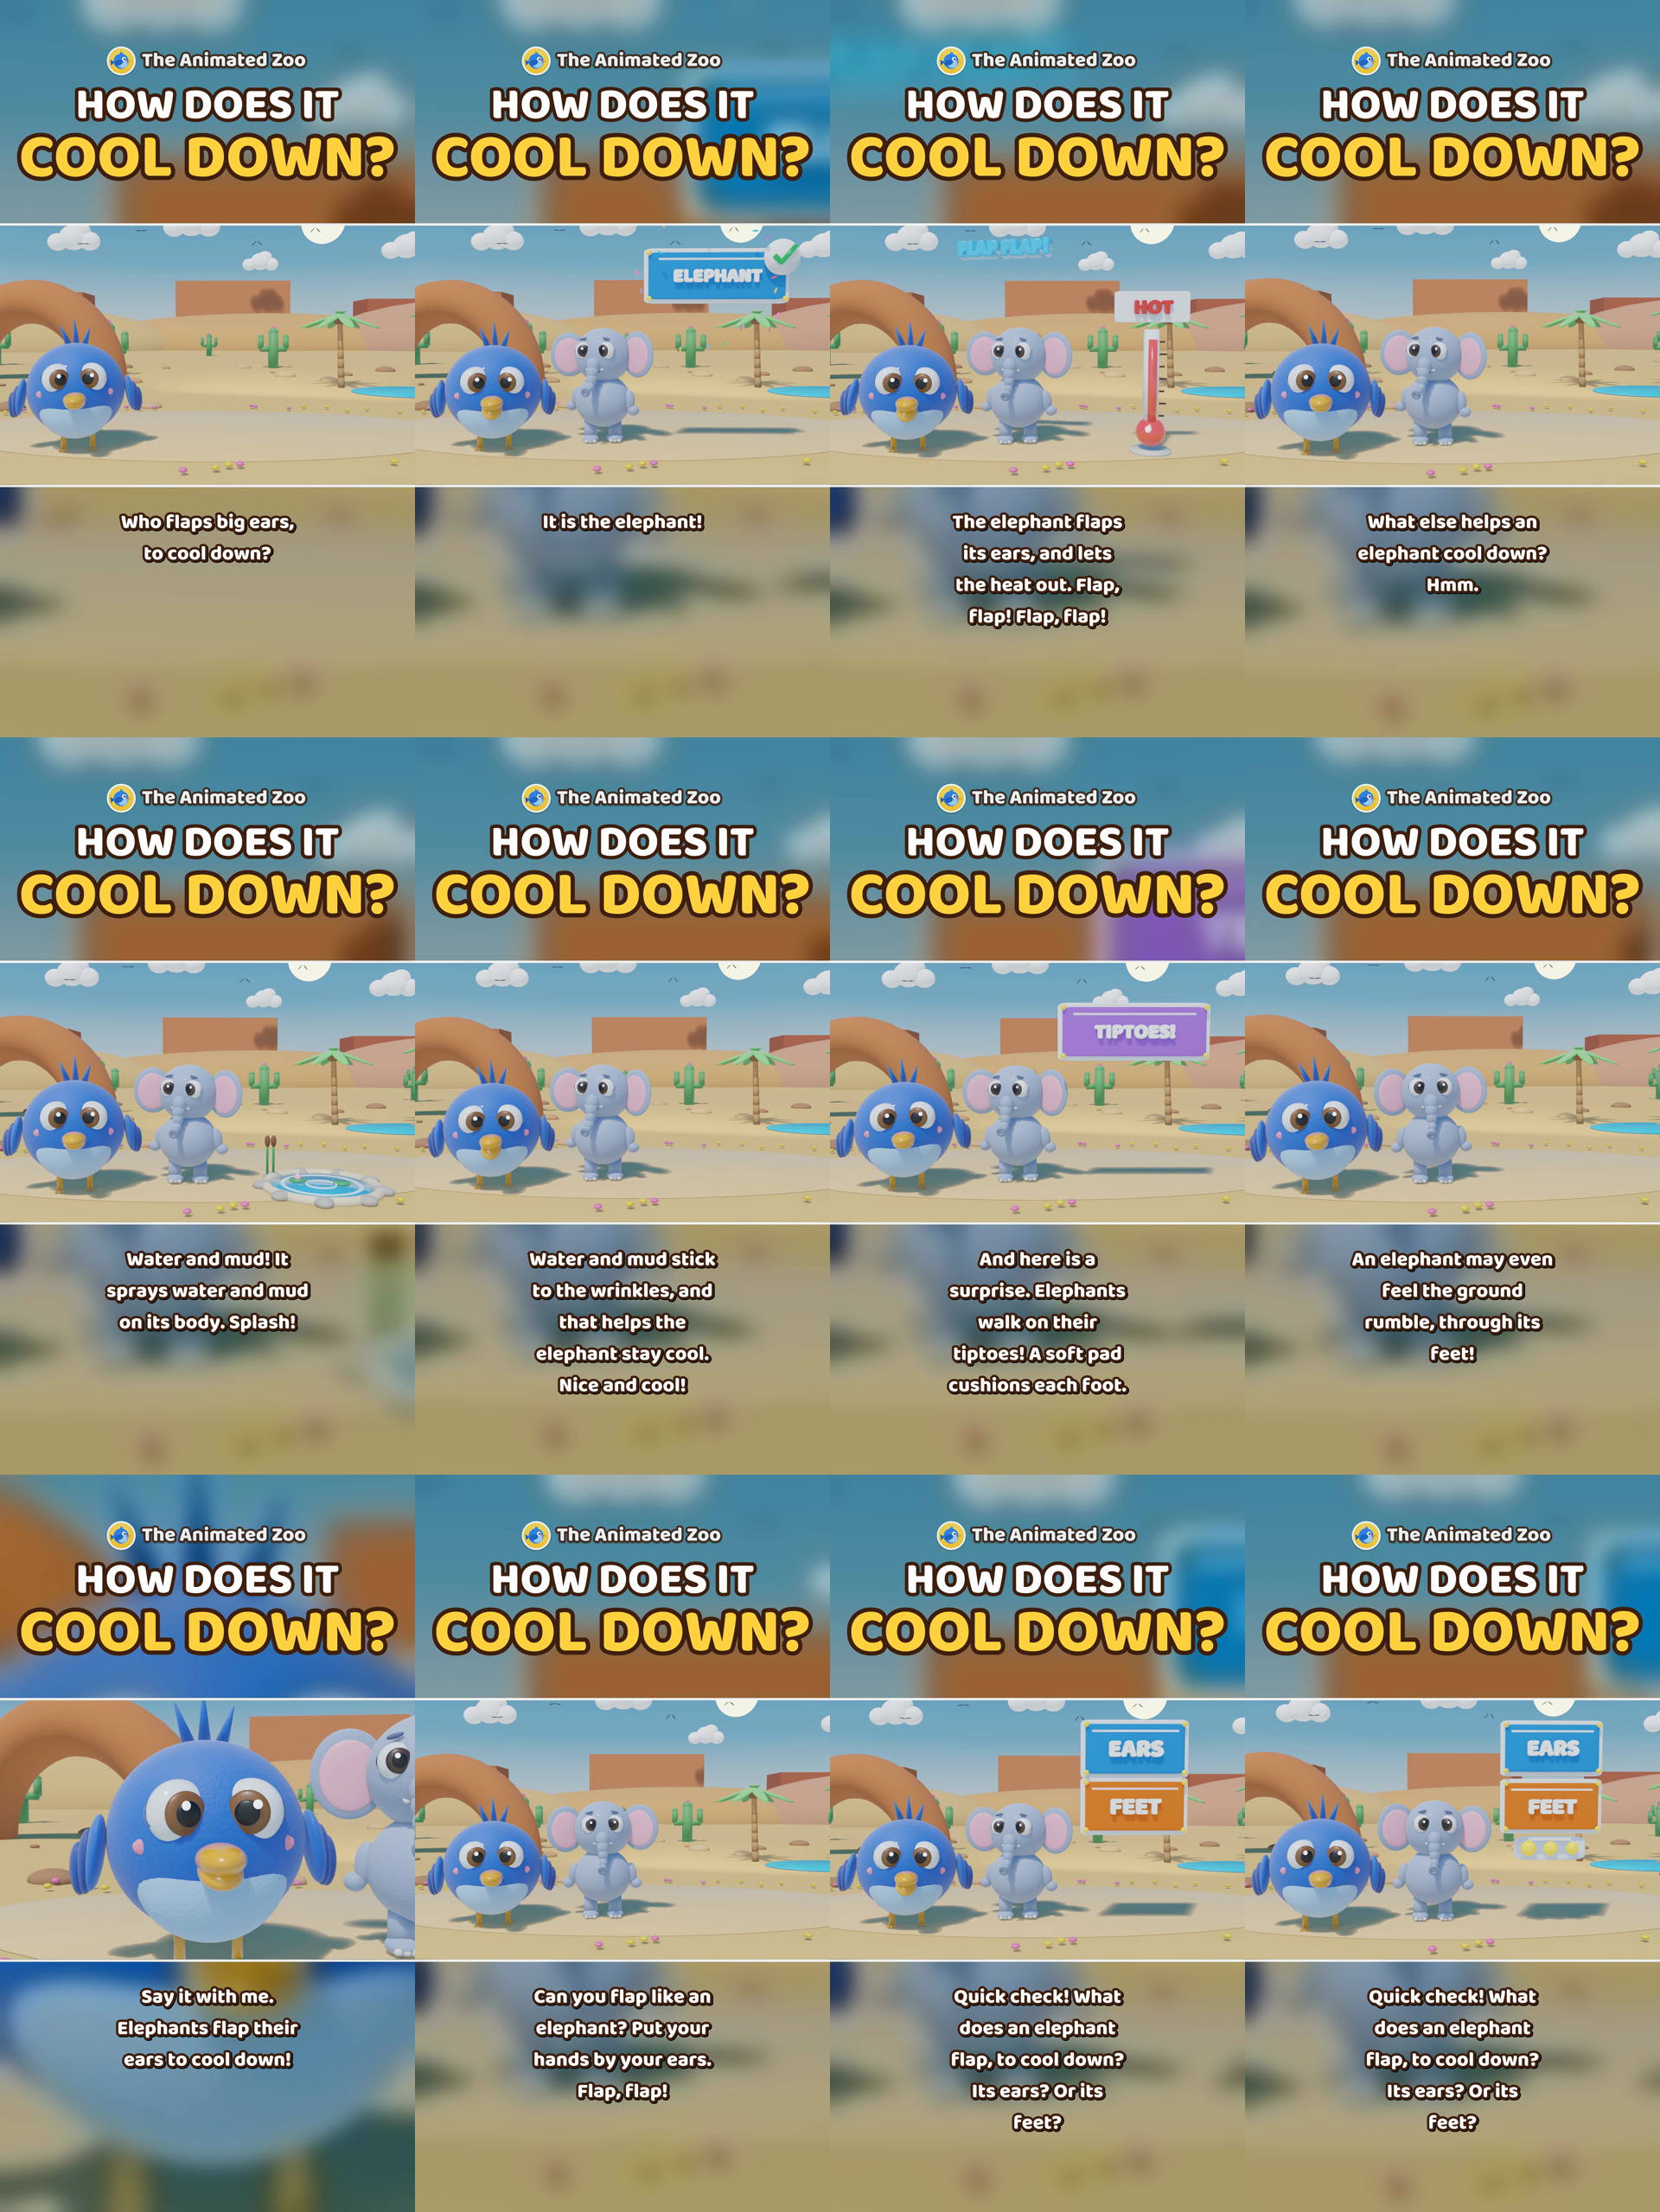 The Animated Zoo
HOW DOES IT
COOL DOWN?
Who flaps big ears,
to cool down?
The Animated Zoo
HOW DOES IT
COOL DOWN?
ELEPHANT
It is the elephant!
The Animated Zoo
HOW DOES IT
COOL DOWN?
FLAP FLAP!
HOT
The elephant flaps
its ears, and lets
the heat out. Flap,
flap! Flap, flap!
The Animated Zoo
HOW DOES IT
COOL DOWN?
What else helps an
elephant cool down?
Hmm.
The Animated Zoo
HOW DOES IT
COOL DOWN?
Water and mud! It
sprays water and mud
on its body. Splash!
The Animated Zoo
HOW DOES IT
COOL DOWN?
Water and mud stick
to the wrinkles, and
that helps the
elephant stay cool.
Nice and cool!
The Animated Zoo
HOW DOES IT
COOL DOWN?
TIPTOES!
And here is a
surprise. Elephants
walk on their
tiptoes! A soft pad
cushions each foot.
The Animated Zoo
HOW DOES IT
COOL DOWN?
An elephant may even
feel the ground
rumble, through its
feet!
The Animated Zoo
HOW DOES IT
COOL DOWN?
Say it with me.
Elephants flap their
ears to cool down!
The Animated Zoo
HOW DOES IT
COOL DOWN?
Can you flap like an
elephant? Put your
hands by your ears.
Flap, flap!
The Animated Zoo
HOW DOES IT
COOL DOWN?
EARS
FEET
Quick check! What
does an elephant
flap, to cool down?
Its ears? Or its
feet?
The Animated Zoo
HOW DOES IT
COOL DOWN?
EARS
FEET
Quick check! What
does an elephant
flap, to cool down?
Its ears? Or its
feet?